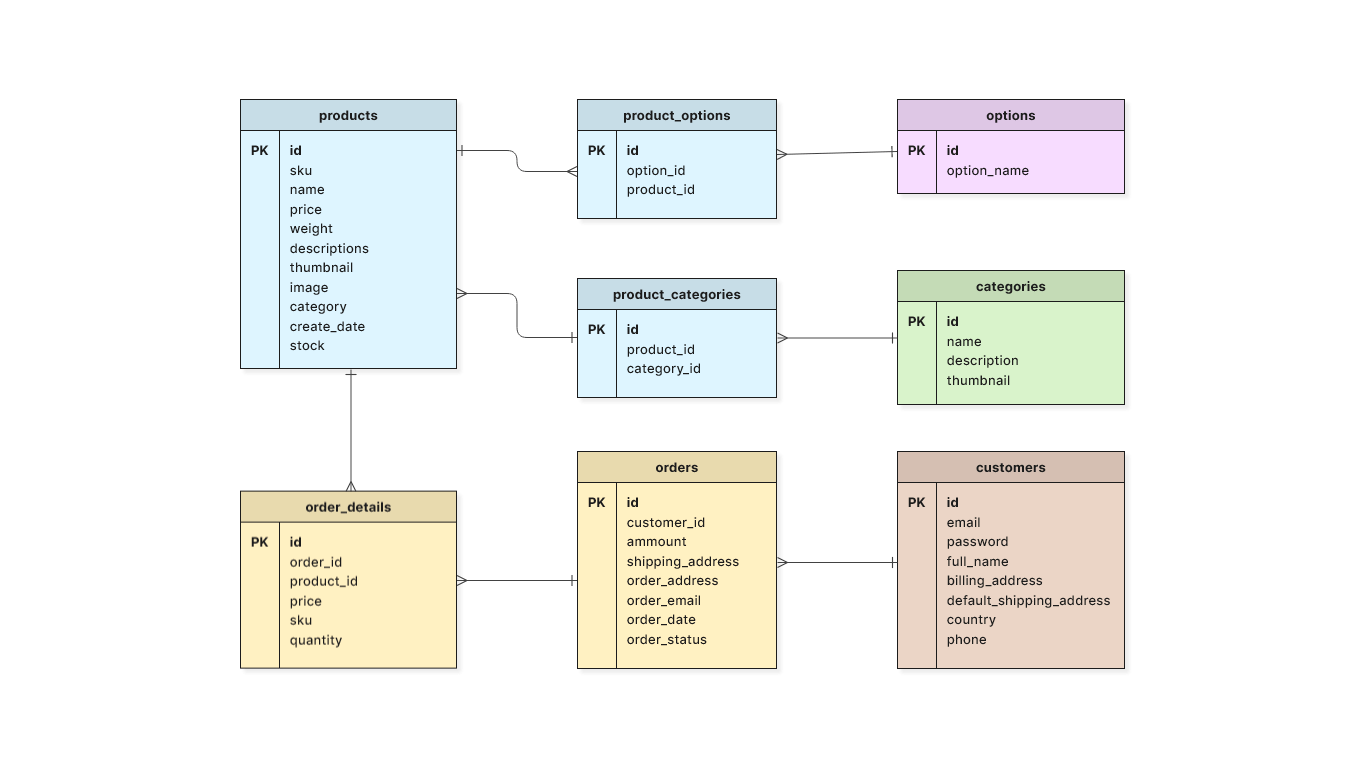 products
PK id
sku
name
price
weight
descriptions
thumbnail
image
category
create_date
stock
product_options
PK id
option_id
product_id
options
PK id
option_name
product_categories
PK id
product_id
category_id
categories
PK id
name
description
thumbnail
order_details
PK id
order_id
product_id
price
sku
quantity
orders
PK id
customer_id
ammount
shipping_address
order_address
order_email
order_date
order_status
customers
PK id
email
password
full_name
billing_address
default_shipping_address
country
phone